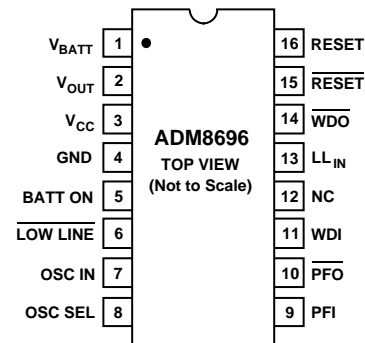 VBATT 1 16 RESET
VOUT 2 15 RESET
VCC 3 14 WDO
GND 4 13 LLIN
BATT ON 5 12 NC
LOW LINE 6 11 WDI
OSC IN 7 10 PFO
OSC SEL 8 9 PFI
ADM8696
TOP VIEW
(Not to Scale)